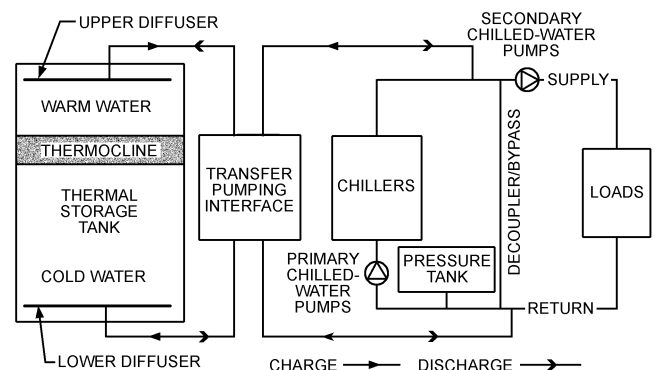 UPPER DIFFUSER
SECONDARY
CHILLED-WATER
PUMPS
SUPPLY
WARM WATER
THERMOCLINE
THERMAL
STORAGE
TANK
COLD WATER
LOWER DIFFUSER
TRANSFER
PUMPING
INTERFACE
CHILLERS
PRIMARY
CHILLED-
WATER
PUMPS
PRESSURE
TANK
DECOUPLER/BYPASS
LOADS
RETURN
CHARGE
DISCHARGE